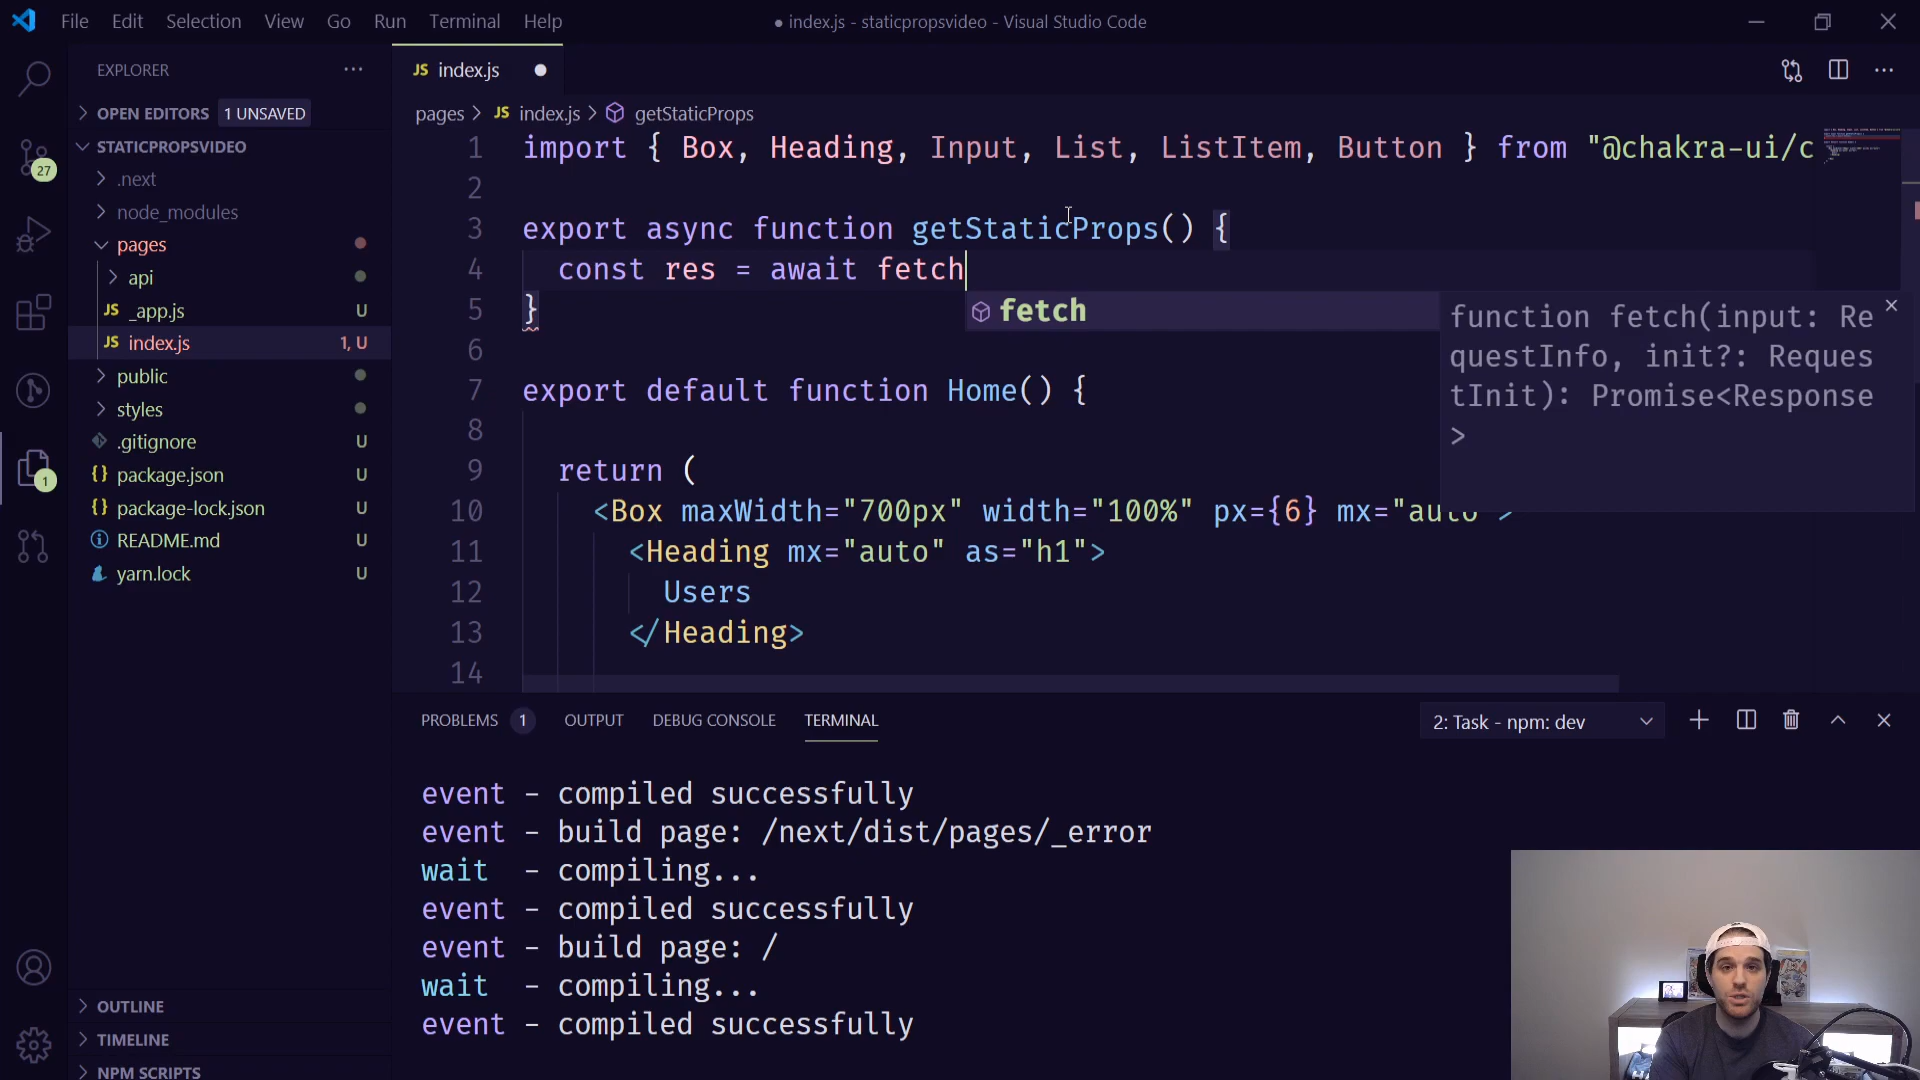 File Edit Selection View Go Run Terminal Help
● index.js - staticpropsvideo - Visual Studio Code
EXPLORER
OPEN EDITORS 1 UNSAVED
STATICPROPSVIDEO
.next
node_modules
pages
api
JS _app.js U
JS index.js 1, U
public
styles
.gitignore U
{} package.json U
{} package-lock.json U
README.md U
yarn.lock U
OUTLINE
TIMELINE
NPM SCRIPTS
27
1
JS index.js
pages > JS index.js > getStaticProps
1 import { Box, Heading, Input, List, ListItem, Button } from "@chakra-ui/c
2
3 export async function getStaticProps() {
4 const res = await fetch
5 }
6
7 export default function Home() {
8
9 return (
10 <Box maxWidth="700px" width="100%" px={6} mx="auto">
11 <Heading mx="auto" as="h1">
12 Users
13 </Heading>
14
fetch
function fetch(input: Re
questInfo, init?: Reques
tInit): Promise<Response
>
PROBLEMS 1 OUTPUT DEBUG CONSOLE TERMINAL
2: Task - npm: dev
event - compiled successfully
event - build page: /next/dist/pages/_error
wait - compiling...
event - compiled successfully
event - build page: /
wait - compiling...
event - compiled successfully